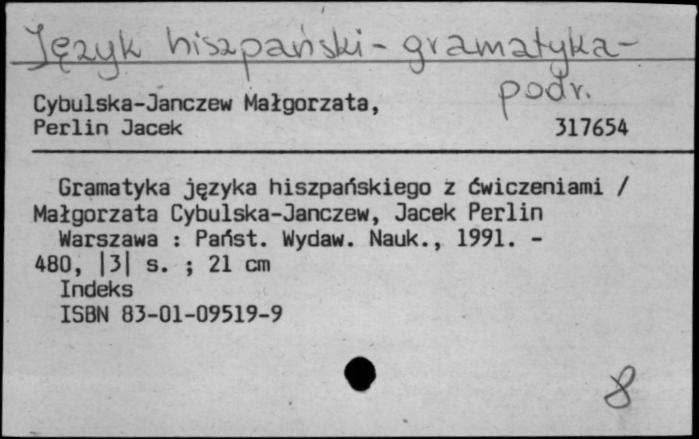 Język hiszpański - gramatyka -
podr.
Cybulska-Janczew Małgorzata,
Perlin Jacek
317654
Gramatyka języka hiszpańskiego z ćwiczeniami /
Małgorzata Cybulska-Janczew, Jacek Perlin
Warszawa : Państ. Wydaw. Nauk., 1991. -
480, |3| s. ; 21 cm
Indeks
ISBN 83-01-09519-9
8